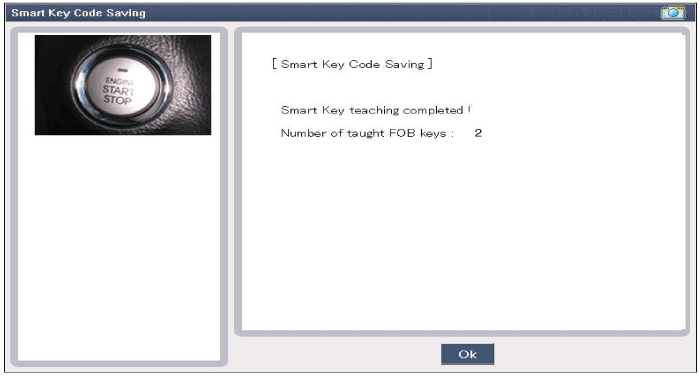 Smart Key Code Saving
ENGINE
START
STOP
[ Smart Key Code Saving ]
Smart Key teaching completed !
Number of taught FOB keys : 2
Ok